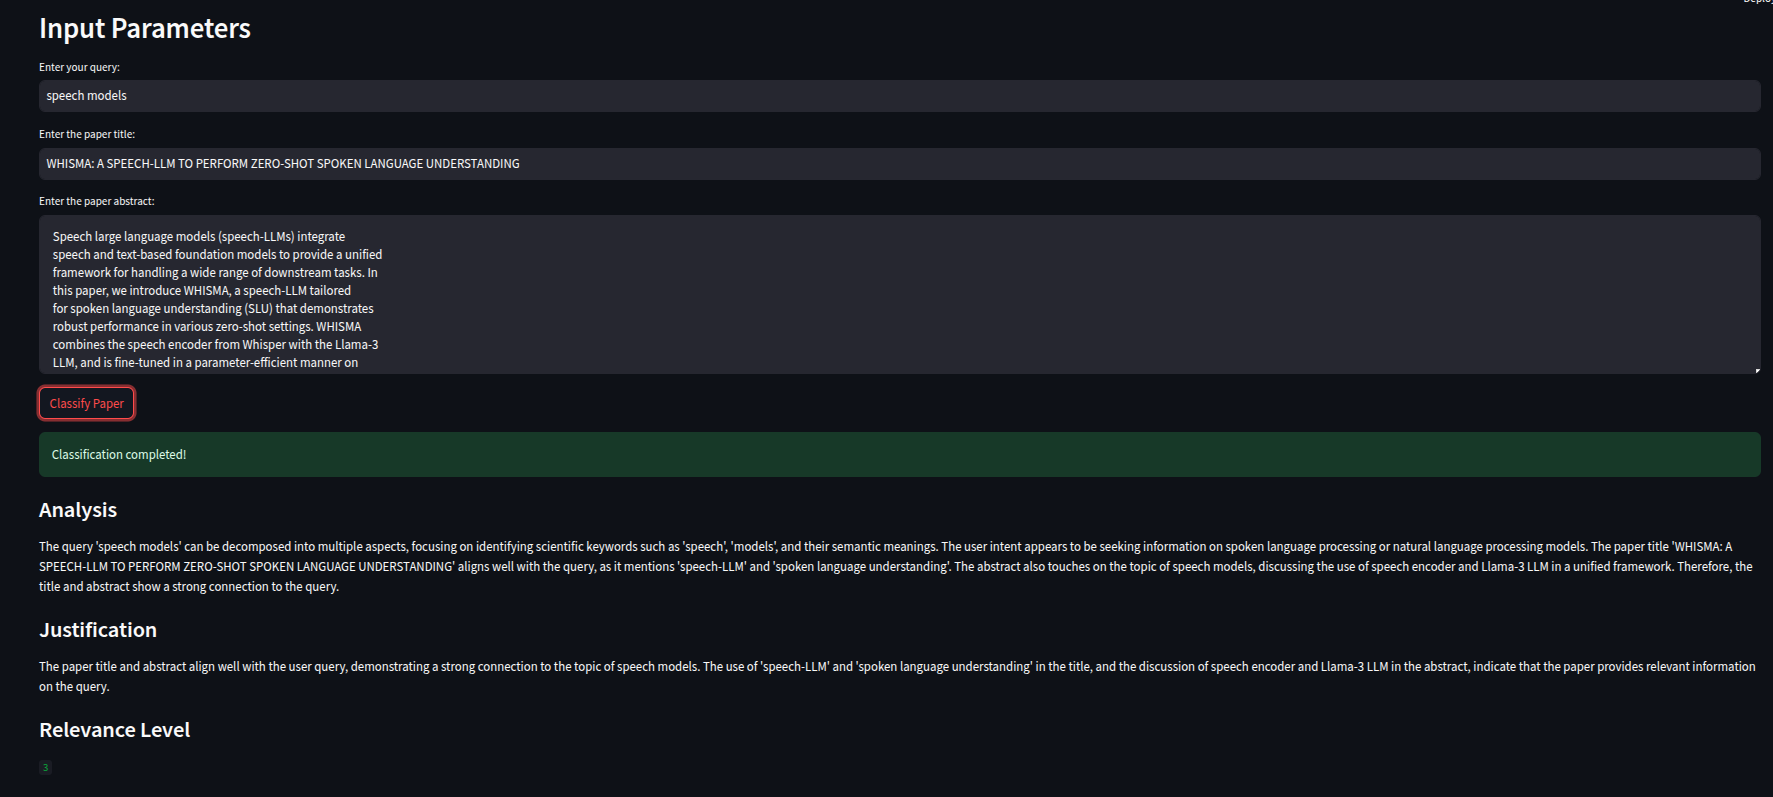 Input Parameters
Enter your query:
speech models
Enter the paper title:
WHISMA: A SPEECH-LLM TO PERFORM ZERO-SHOT SPOKEN LANGUAGE UNDERSTANDING
Enter the paper abstract:
Speech large language models (speech-LLMs) integrate
speech and text-based foundation models to provide a unified
framework for handling a wide range of downstream tasks. In
this paper, we introduce WHISMA, a speech-LLM tailored
for spoken language understanding (SLU) that demonstrates
robust performance in various zero-shot settings. WHISMA
combines the speech encoder from Whisper with the Llama-3
LLM, and is fine-tuned in a parameter-efficient manner on
Classify Paper
Classification completed!
Analysis
The query 'speech models' can be decomposed into multiple aspects, focusing on identifying scientific keywords such as 'speech', 'models', and their semantic meanings. The user intent appears to be seeking information on spoken language processing or natural language processing models. The paper title 'WHISMA: A
SPEECH-LLM TO PERFORM ZERO-SHOT SPOKEN LANGUAGE UNDERSTANDING' aligns well with the query, as it mentions 'speech-LLM' and 'spoken language understanding'. The abstract also touches on the topic of speech models, discussing the use of speech encoder and Llama-3 LLM in a unified framework. Therefore, the
title and abstract show a strong connection to the query.
Justification
The paper title and abstract align well with the user query, demonstrating a strong connection to the topic of speech models. The use of 'speech-LLM' and 'spoken language understanding' in the title, and the discussion of speech encoder and Llama-3 LLM in the abstract, indicate that the paper provides relevant information
on the query.
Relevance Level
3